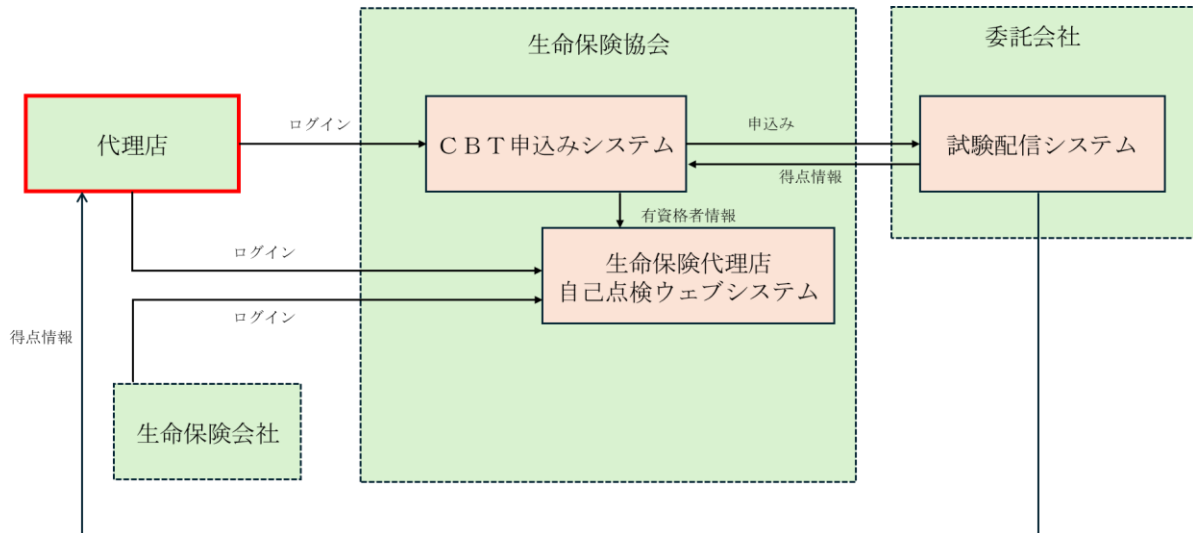 生命保険協会
委託会社
代理店
ログイン
ＣＢＴ申込みシステム
申込み
得点情報
試験配信システム
有資格者情報
ログイン
生命保険代理店
自己点検ウェブシステム
ログイン
得点情報
生命保険会社